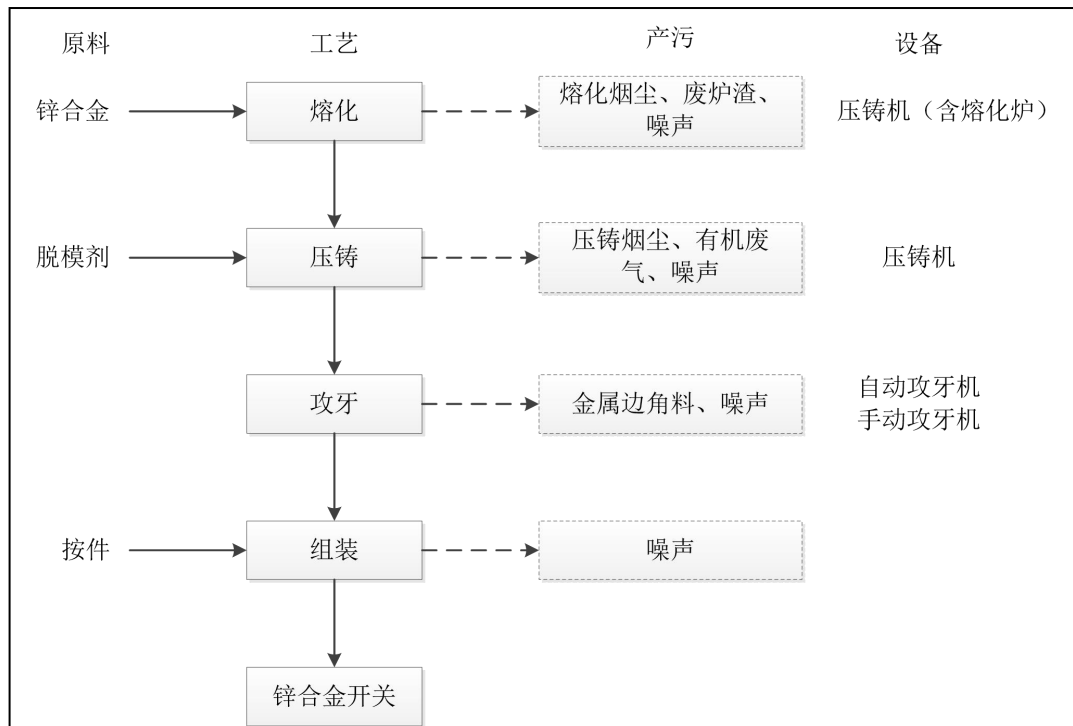 原料 工艺 产污 设备
锌合金 熔化 熔化烟尘、废炉渣、
噪声 压铸机（含熔化炉）
脱模剂 压铸 压铸烟尘、有机废
气、噪声 压铸机
攻牙 金属边角料、噪声 自动攻牙机
手动攻牙机
按件 组装 噪声
锌合金开关